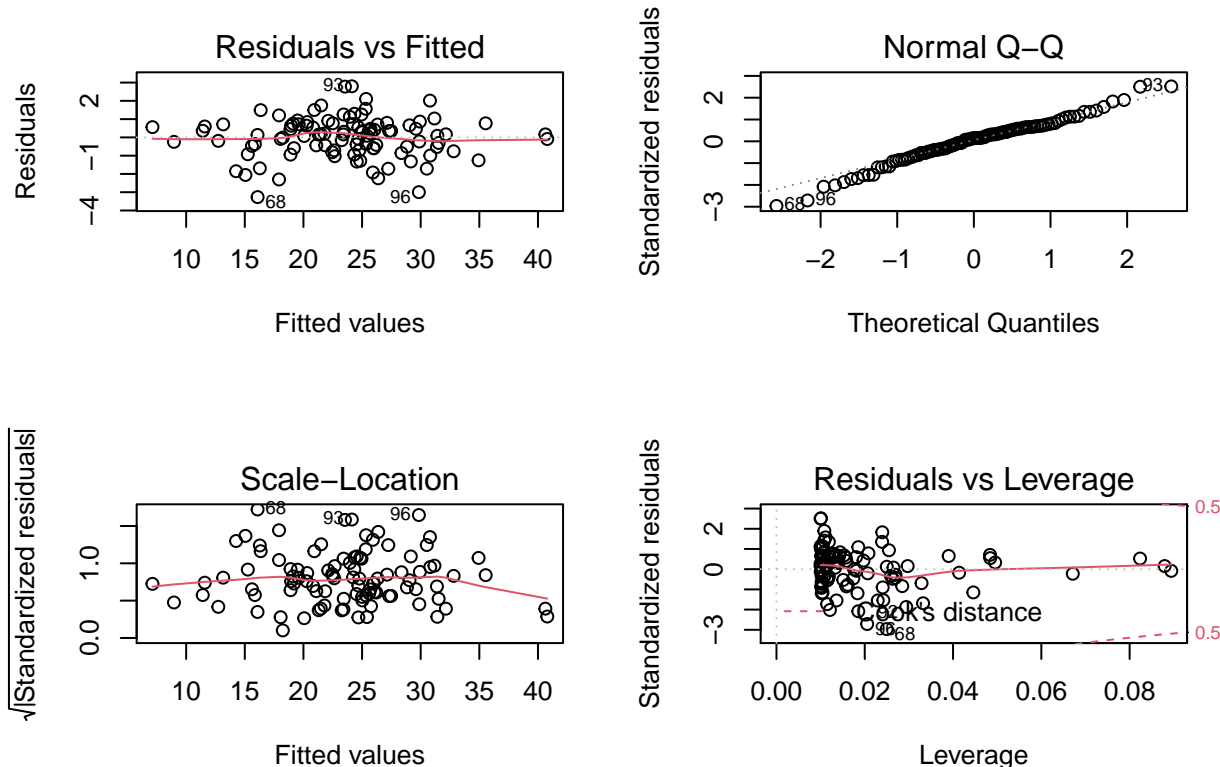 Residuals vs Fitted
Residuals
2
−1
−4
93
68
96
10 15 20 25 30 35 40
Fitted values
Normal Q−Q
Standardized residuals
2
0
−3
93
68
96
−2 −1 0 1 2
Theoretical Quantiles
Scale−Location
√|Standardized residuals|
1.0
0.0
68
93
96
10 15 20 25 30 35 40
Fitted values
Residuals vs Leverage
Standardized residuals
2
0
−3
0.5
0.5
's distance
68
0.00 0.02 0.04 0.06 0.08
Leverage